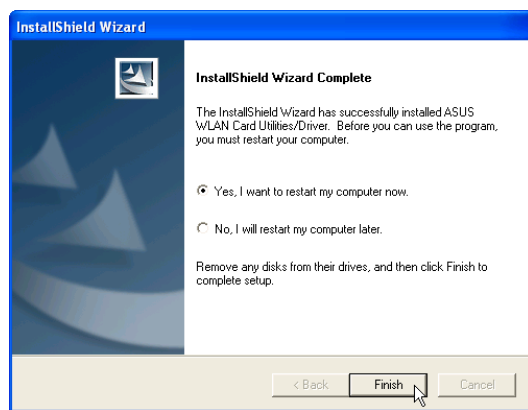 InstallShield Wizard
InstallShield Wizard Complete
The InstallShield Wizard has successfully installed ASUS
WLAN Card Utilities/Driver. Before you can use the program,
you must restart your computer.
Yes, I want to restart my computer now.
No, I will restart my computer later.
Remove any disks from their drives, and then click Finish to
complete setup.
< Back
Finish
Cancel